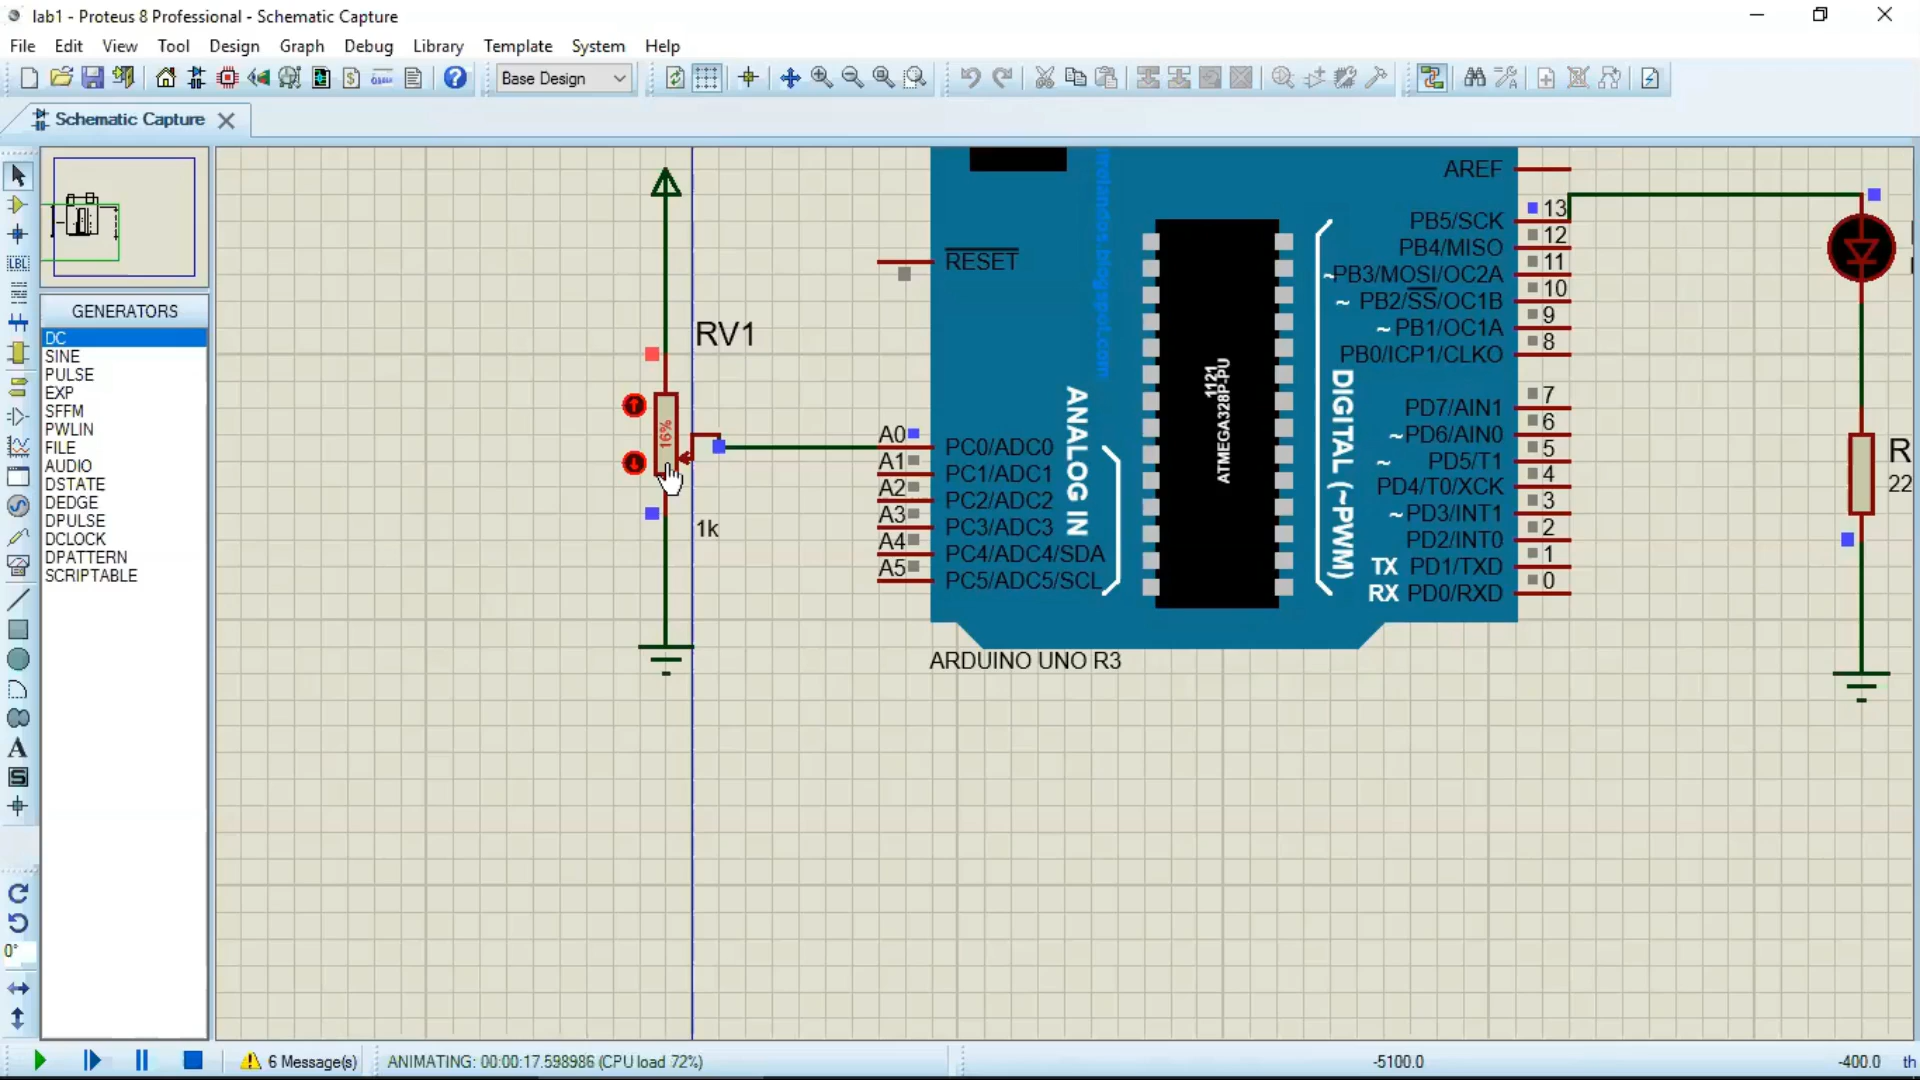 lab1 - Proteus 8 Professional - Schematic Capture
File Edit View Tool Design Graph Debug Library Template System Help
Base Design
Schematic Capture
LBL
GENERATORS
DC
SINE
PULSE
EXP
SFFM
PWLIN
FILE
AUDIO
DSTATE
DEDGE
DPULSE
DCLOCK
DPATTERN
SCRIPTABLE
A
S
0°
RV1
16%
1k
RESET
A0 PC0/ADC0
A1 PC1/ADC1
A2 PC2/ADC2
A3 PC3/ADC3
A4 PC4/ADC4/SDA
A5 PC5/ADC5/SCL
ANALOG IN
1121
ATMEGA328P-PU
DIGITAL (~PWM)
AREF
PB5/SCK 13
PB4/MISO 12
~PB3/MOSI/OC2A 11
~ PB2/SS/OC1B 10
~ PB1/OC1A 9
PB0/ICP1/CLKO 8
PD7/AIN1 7
~PD6/AIN0 6
~ PD5/T1 5
PD4/T0/XCK 4
~PD3/INT1 3
PD2/INT0 2
TX PD1/TXD 1
RX PD0/RXD 0
ARDUINO UNO R3
R
22
6 Message(s)
ANIMATING: 00:00:17.598986 (CPU load 72%)
-5100.0
-400.0 th